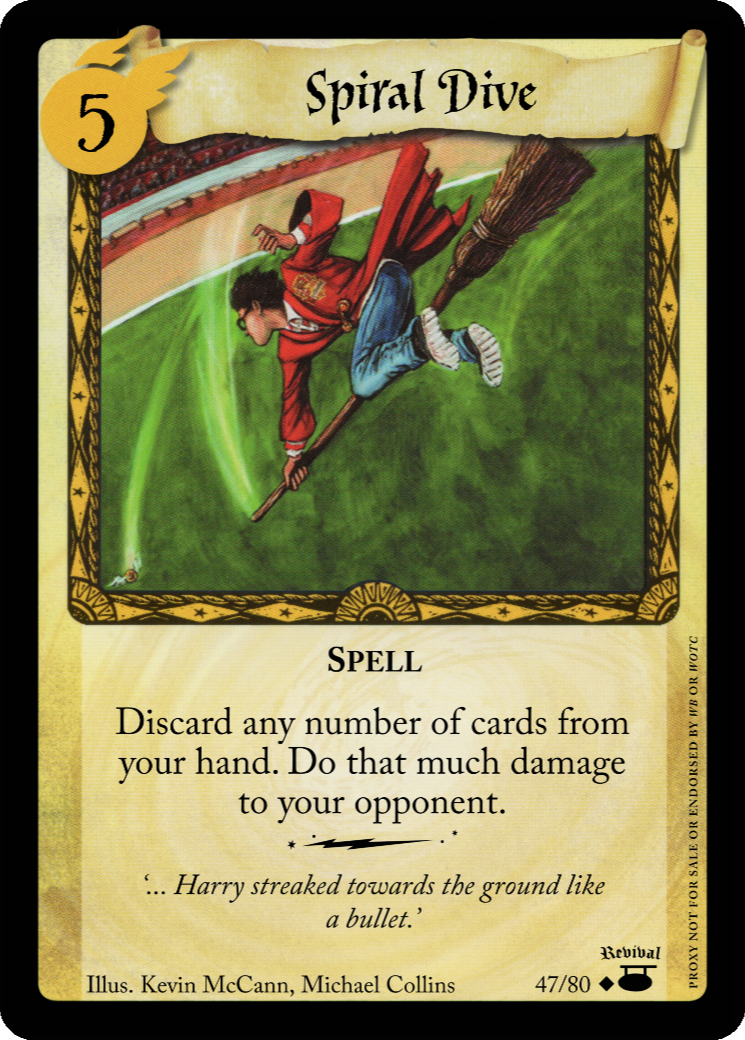 5
Spiral Dive
SPELL
Discard any number of cards from
your hand. Do that much damage
to your opponent.
‘... Harry streaked towards the ground like
a bullet.’
Illus. Kevin McCann, Michael Collins
47/80
Revival
PROXY NOT FOR SALE OR ENDORSED BY WB OR WOTC